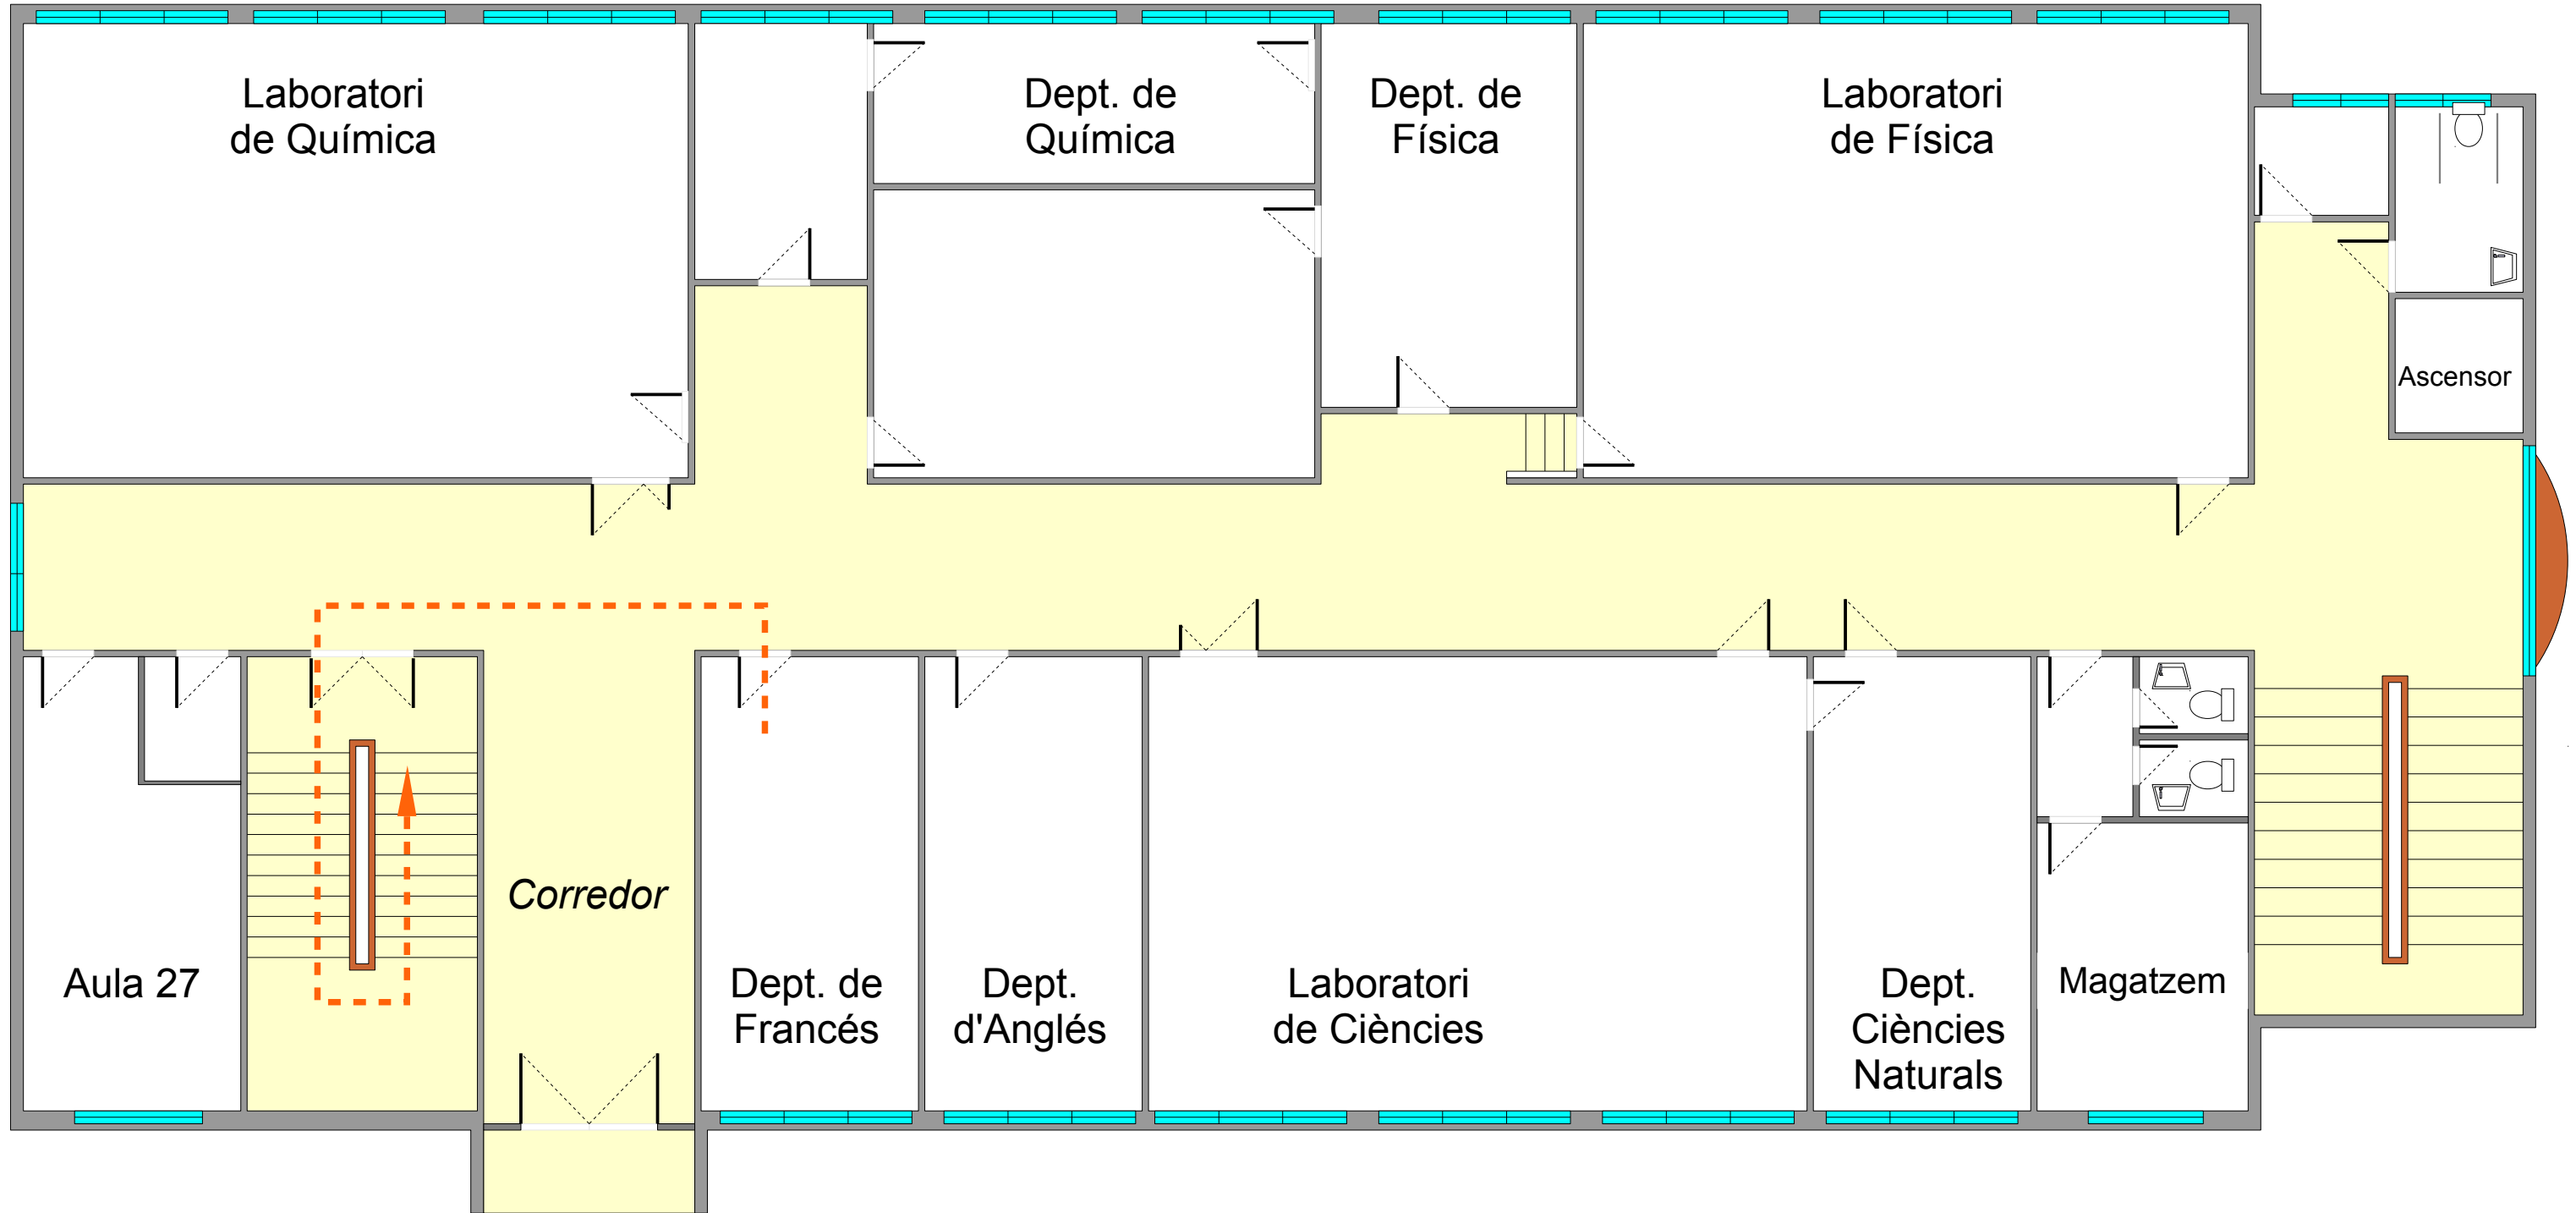 Laboratori
de Química
Dept. de
Química
Dept. de
Física
Laboratori
de Física
Ascensor
Corredor
Aula 27
Dept. de
Francés
Dept.
d'Anglés
Laboratori
de Ciències
Dept.
Ciències
Naturals
Magatzem